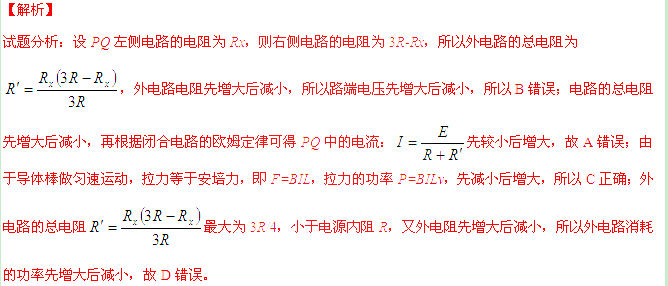 【解析】
试题分析：设 PQ 左侧电路的电阻为 Rx，则右侧电路的电阻为 3R-Rx，所以外电路的总电阻为
R′=Rx(3R−Rx)/3R，外电路电阻先增大后减小，所以路端电压先增大后减小，所以 B 错误；电路的总电阻
先增大后减小，再根据闭合电路的欧姆定律可得 PQ 中的电流：I=E/R+R′先较小后增大，故 A 错误；由
于导体棒做匀速运动，拉力等于安培力，即 F=BIL，拉力的功率 P=BILv，先减小后增大，所以 C 正确；外
电路的总电阻 R′=Rx(3R−Rx)/3R最大为 3R 4，小于电源内阻 R，又外电阻先增大后减小，所以外电路消耗
的功率先增大后减小，故 D 错误。